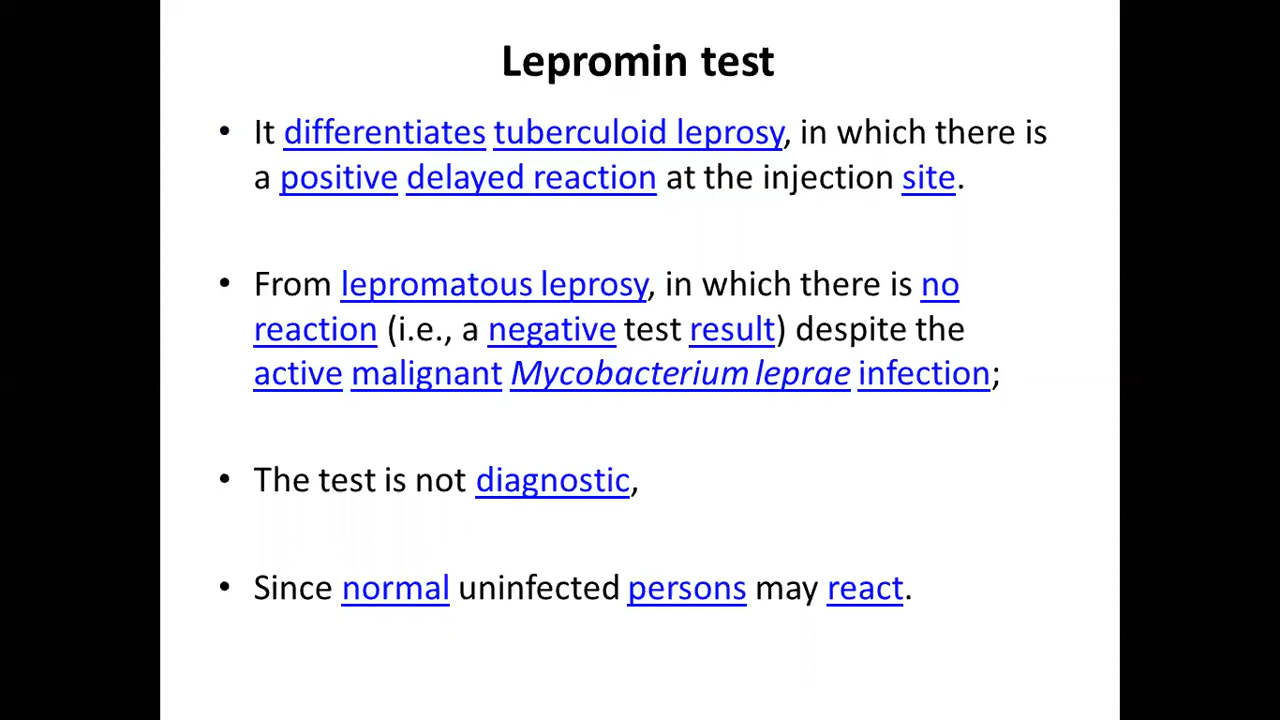 Lepromin test
• It differentiates tuberculoid leprosy, in which there is
a positive delayed reaction at the injection site.
• From lepromatous leprosy, in which there is no
reaction (i.e., a negative test result) despite the
active malignant Mycobacterium leprae infection;
• The test is not diagnostic,
• Since normal uninfected persons may react.